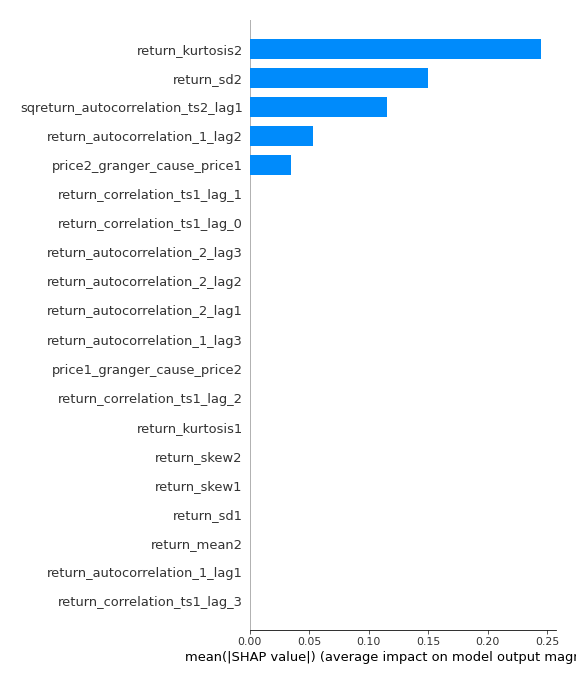 return_kurtosis2
return_sd2
sqreturn_autocorrelation_ts2_lag1
return_autocorrelation_1_lag2
price2_granger_cause_price1
return_correlation_ts1_lag_1
return_correlation_ts1_lag_0
return_autocorrelation_2_lag3
return_autocorrelation_2_lag2
return_autocorrelation_2_lag1
return_autocorrelation_1_lag3
price1_granger_cause_price2
return_correlation_ts1_lag_2
return_kurtosis1
return_skew2
return_skew1
return_sd1
return_mean2
return_autocorrelation_1_lag1
return_correlation_ts1_lag_3
0.00 0.05 0.10 0.15 0.20 0.25
mean(|SHAP value|) (average impact on model output magn